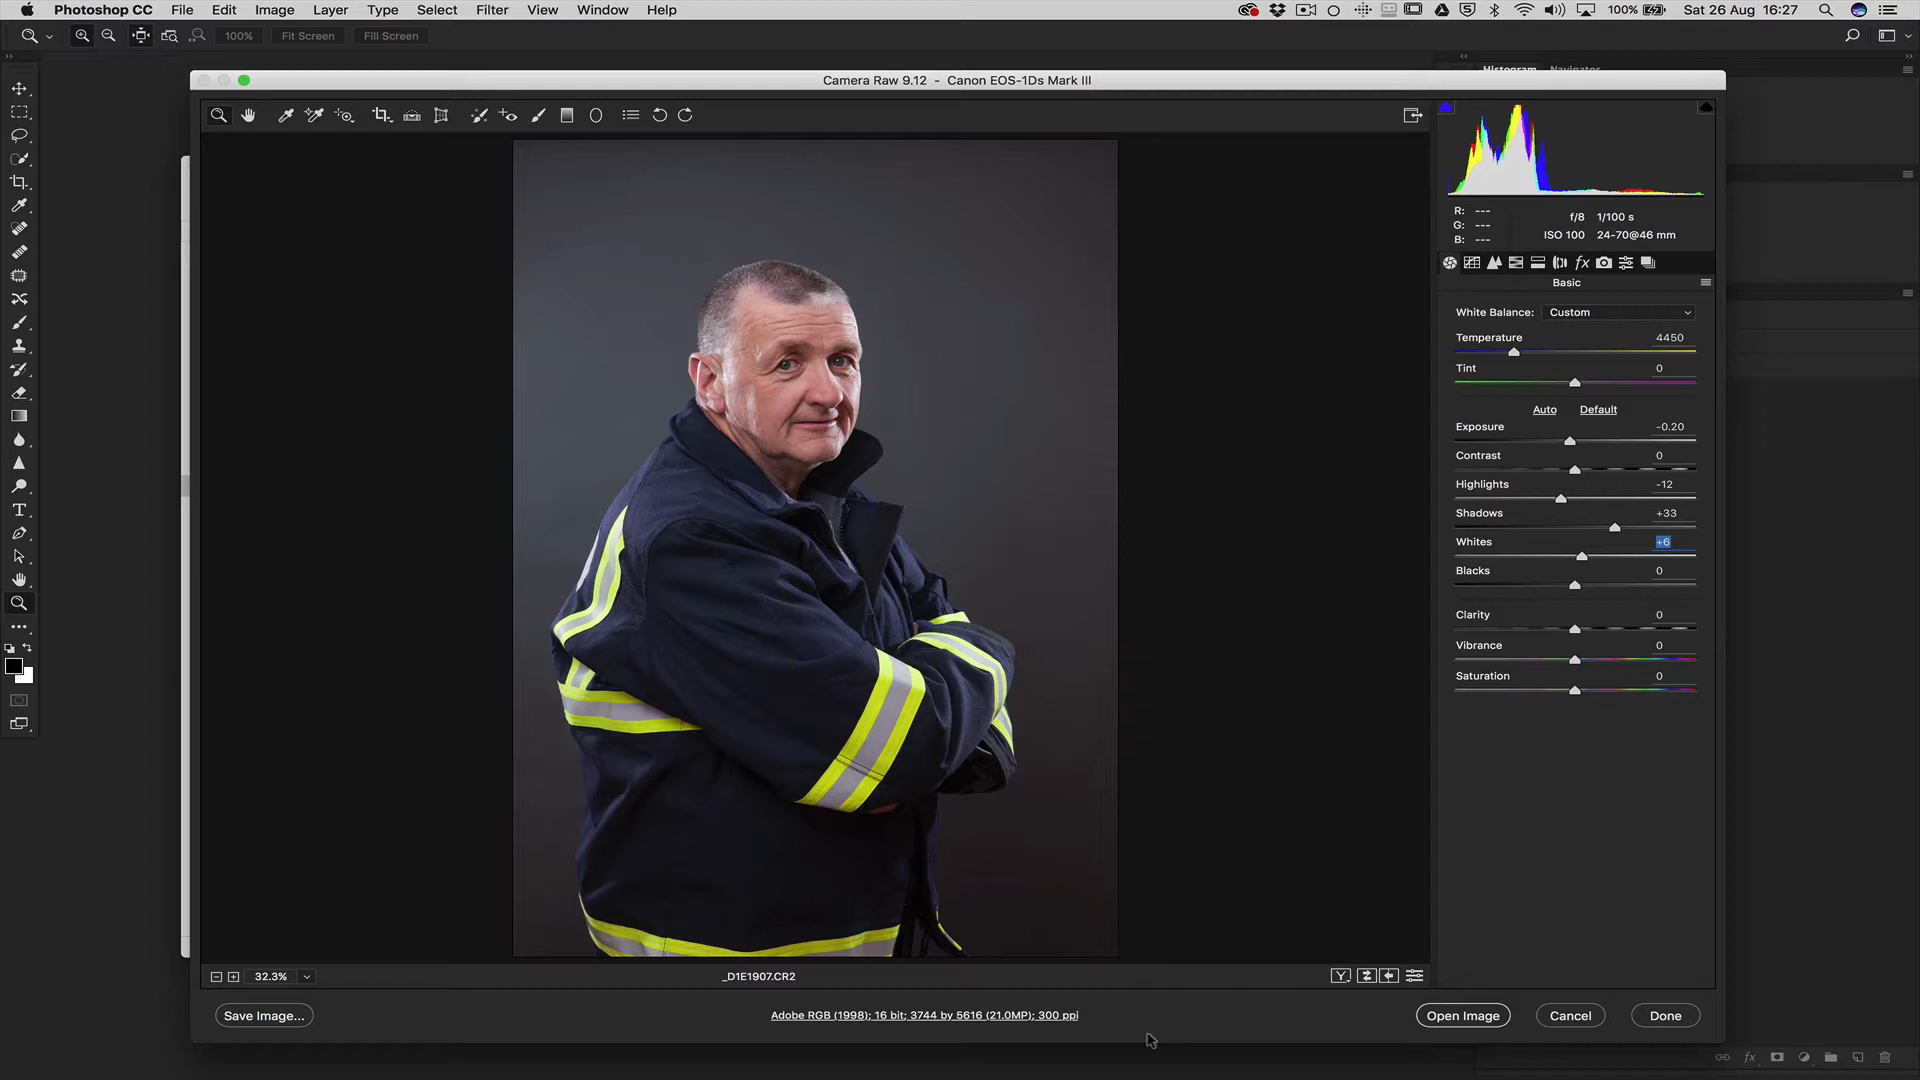 Photoshop CC File Edit Image Layer Type Select Filter View Window Help 100% Sat 26 Aug 16:27
100% Fit Screen Fill Screen
Histogram Navigator
Camera Raw 9.12 - Canon EOS-1Ds Mark III
R: ---
G: ---
B: ---
f/8 1/100 s
ISO 100 24-70@46 mm
Basic
White Balance: Custom
Temperature 4450
Tint 0
Auto Default
Exposure -0.20
Contrast 0
Highlights -12
Shadows +33
Whites +6
Blacks 0
Clarity 0
Vibrance 0
Saturation 0
32.3% _D1E1907.CR2 Y
Save Image... Adobe RGB (1998); 16 bit; 3744 by 5616 (21.0MP); 300 ppi Open Image Cancel Done